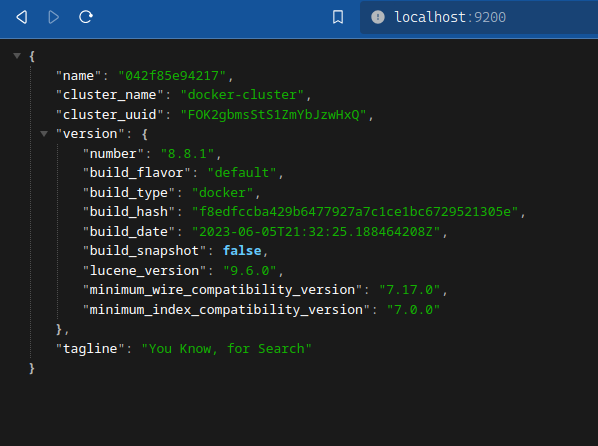 localhost:9200
{
"name": "042f85e94217",
"cluster_name": "docker-cluster",
"cluster_uuid": "FOK2gbmsStS1ZmYbJzwHxQ",
"version": {
"number": "8.8.1",
"build_flavor": "default",
"build_type": "docker",
"build_hash": "f8edfccba429b6477927a7c1ce1bc6729521305e",
"build_date": "2023-06-05T21:32:25.188464208Z",
"build_snapshot": false,
"lucene_version": "9.6.0",
"minimum_wire_compatibility_version": "7.17.0",
"minimum_index_compatibility_version": "7.0.0"
},
"tagline": "You Know, for Search"
}